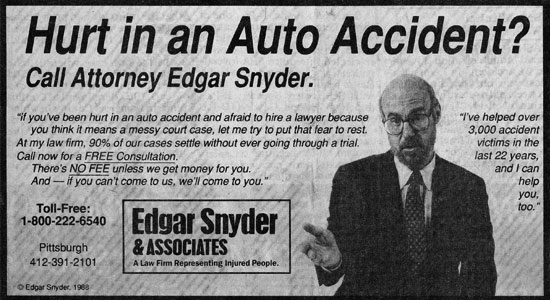 Hurt in an Auto Accident?
Call Attorney Edgar Snyder.
"if you've been hurt in an auto accident and afraid to hire a lawyer because
you think it means a messy court case, let me try to put that fear to rest.
At my law firm, 90% of our cases settle without ever going through a trial.
Call now for a FREE Consultation.
There's NO FEE unless we get money for you.
And — if you can't come to us, we'll come to you."
"I've helped over
3,000 accident
victims in the
last 22 years,
and I can
help
you,
too."
Toll-Free:
1-800-222-6540
Pittsburgh
412-391-2101
Edgar Snyder
& ASSOCIATES
A Law Firm Representing Injured People.
© Edgar Snyder, 1988